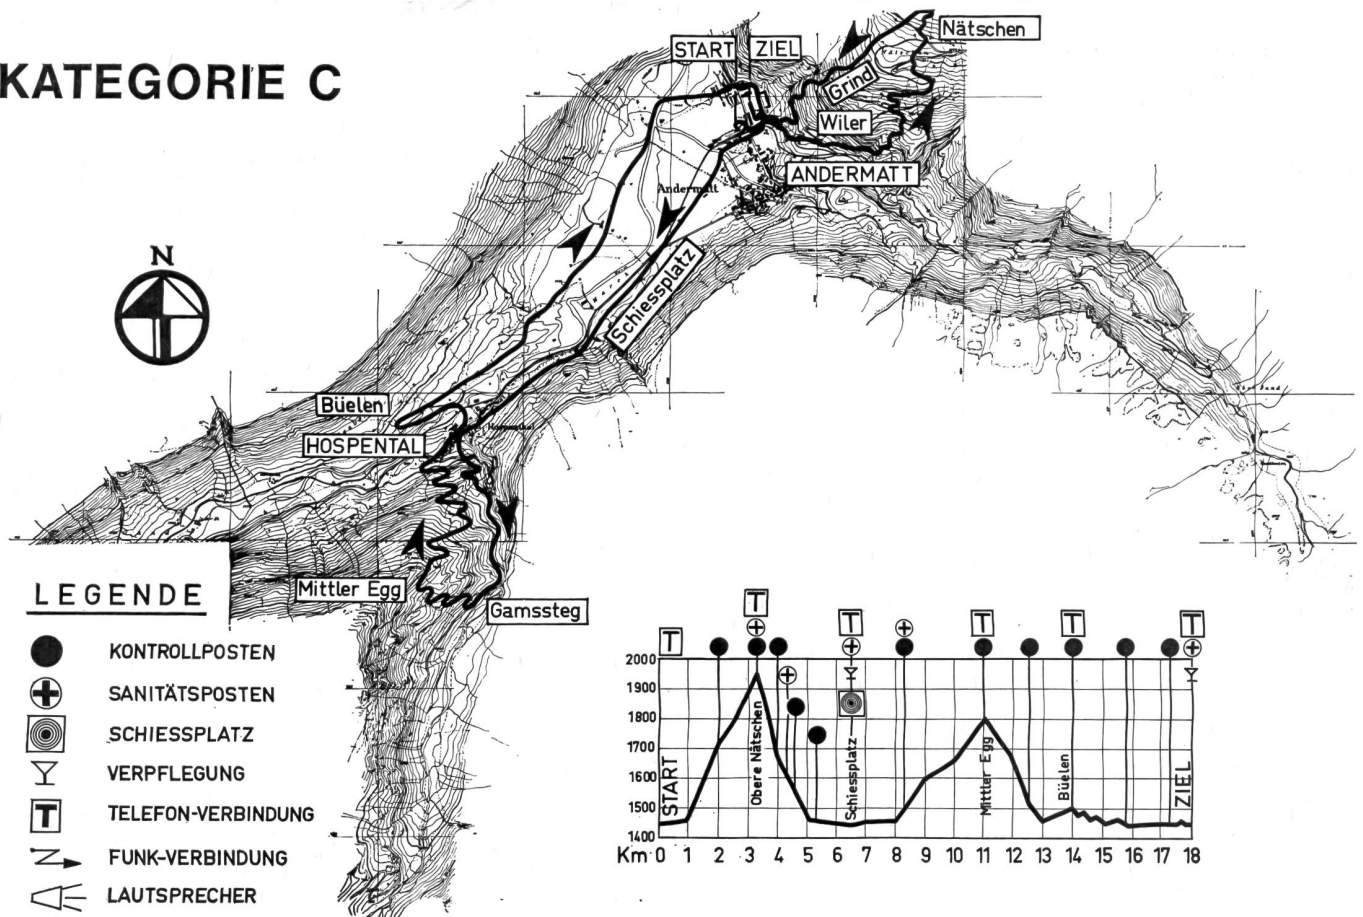 KATEGORIE C
START ZIEL
Nätschen
Grind
Wiler
ANDERMATT
Andermatt
Schiessplatz
N
Büelen
HOSPENTAL
Hospenthal
Mittler Egg
Gamssteg
LEGENDE
KONTROLLPOSTEN
SANITÄTSPOSTEN
SCHIESSPLATZ
VERPFLEGUNG
T TELEFON-VERBINDUNG
FUNK-VERBINDUNG
LAUTSPRECHER
T T T T T T
2000
1900
1800
1700
1600
1500
1400
START
Obere Nätschen
Schiessplatz
Mittler Egg
Büelen
ZIEL
Km 0 1 2 3 4 5 6 7 8 9 10 11 12 13 14 15 16 17 18